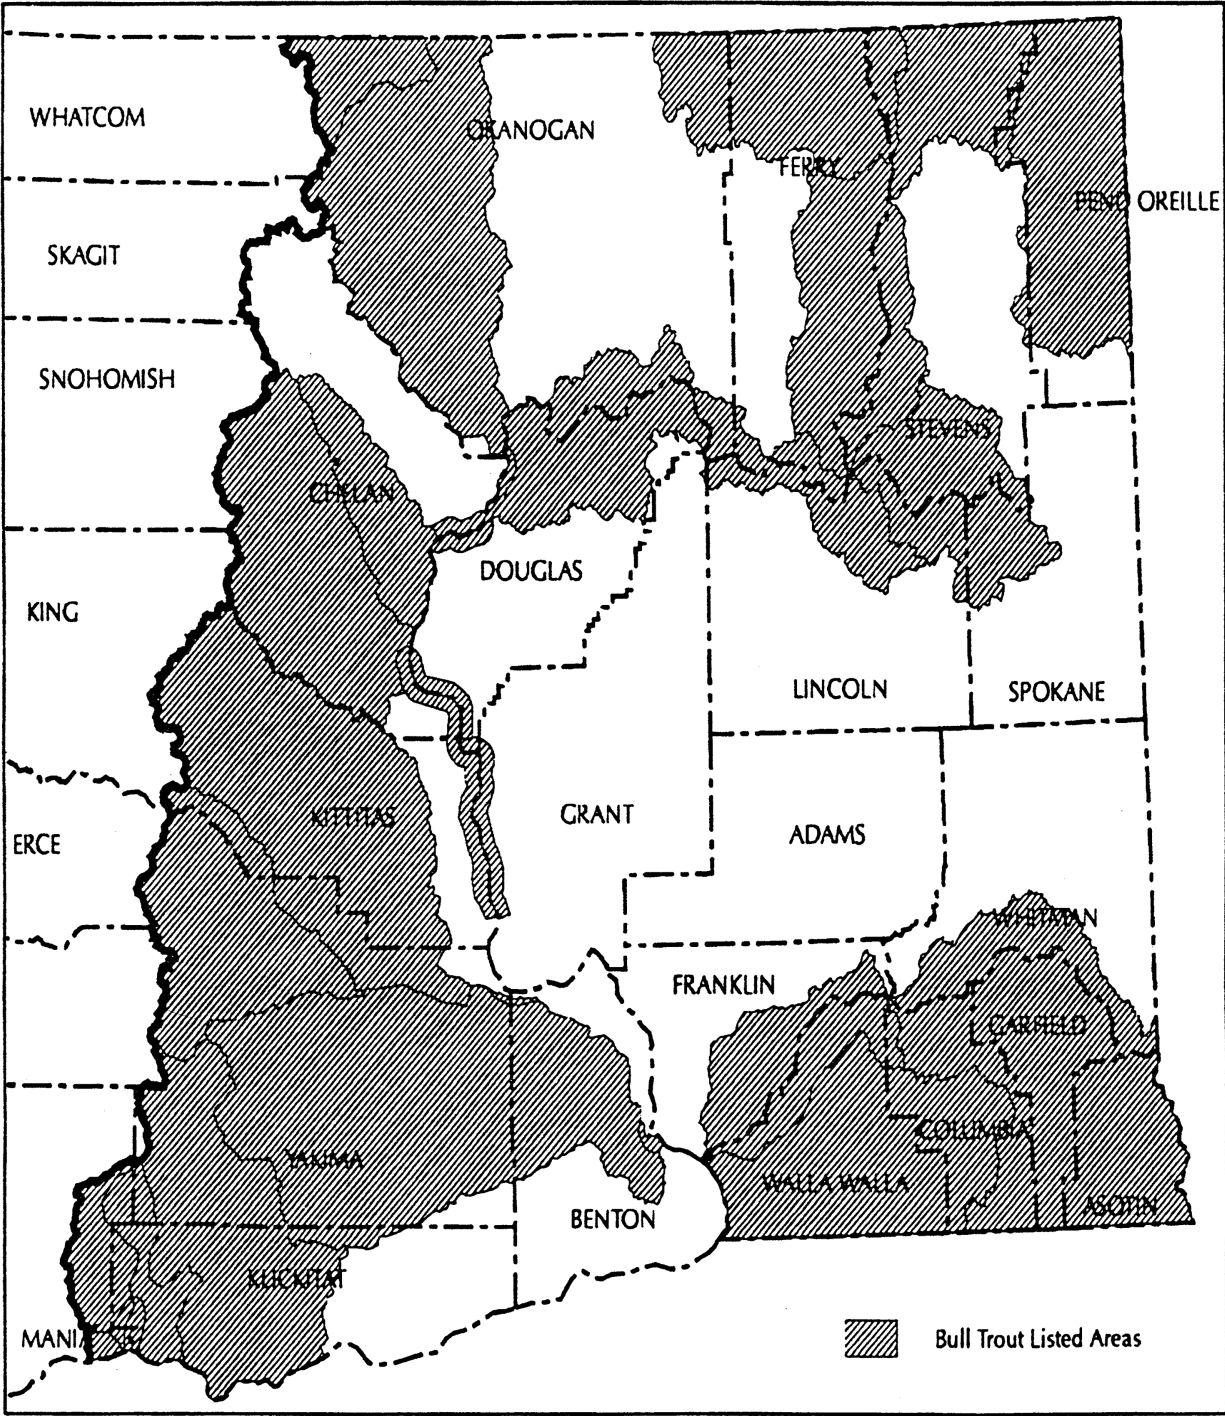 WHATCOM
OKANOGAN
FERRY
PEND OREILLE
SKAGIT
SNOHOMISH
STEVENS
CHELAN
DOUGLAS
KING
LINCOLN
SPOKANE
KITTITAS
GRANT
ADAMS
ERCE
WHITMAN
FRANKLIN
GARFIELD
COLUMBIA
YAKIMA
WALLA WALLA
ASOTIN
BENTON
KLICKITAT
MANIA
Bull Trout Listed Areas